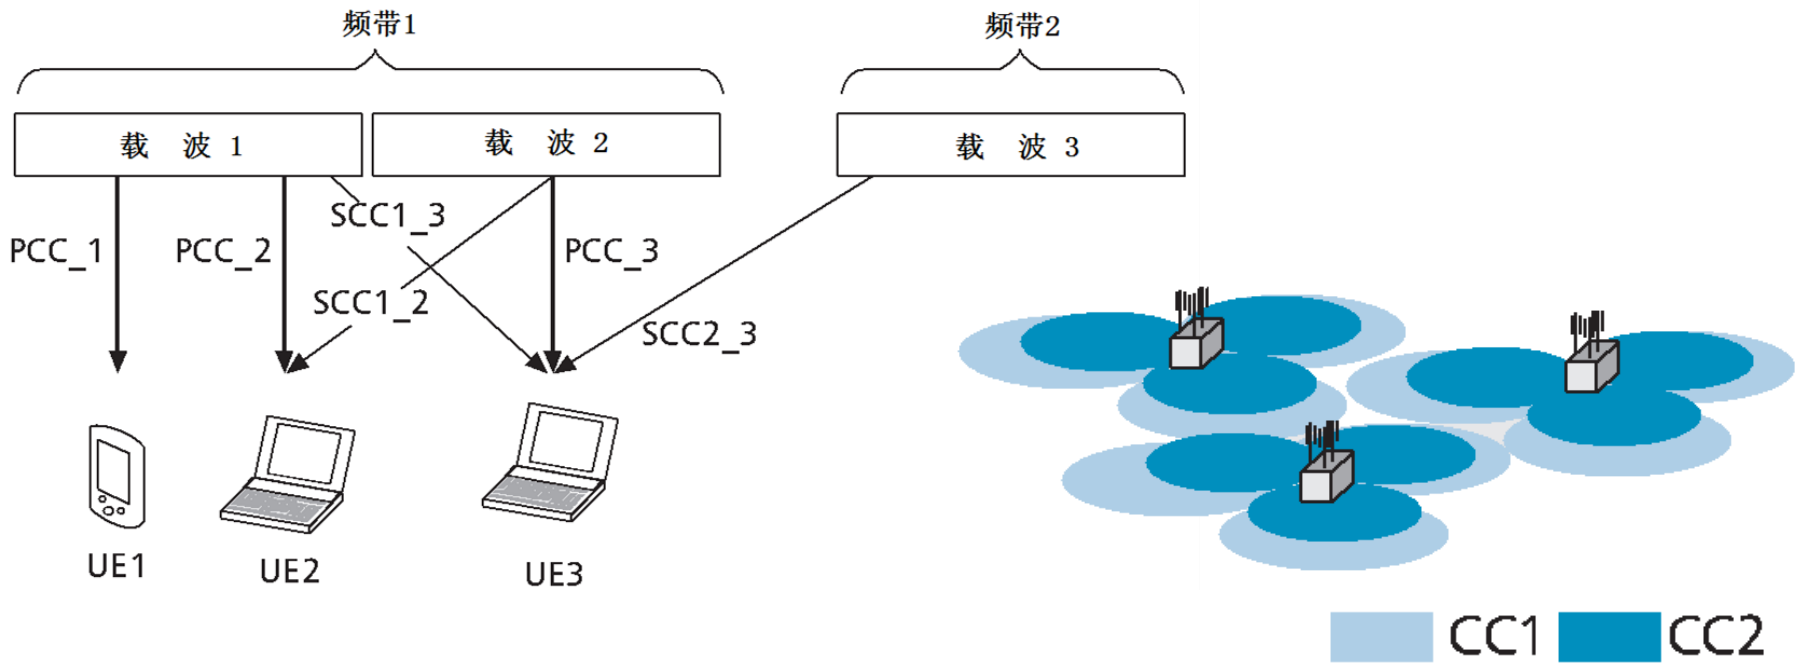 频带1
频带2
载 波 1
载 波 2
载 波 3
SCC1_3
PCC_1
PCC_2
PCC_3
SCC1_2
SCC2_3
UE1
UE2
UE3
CC1
CC2